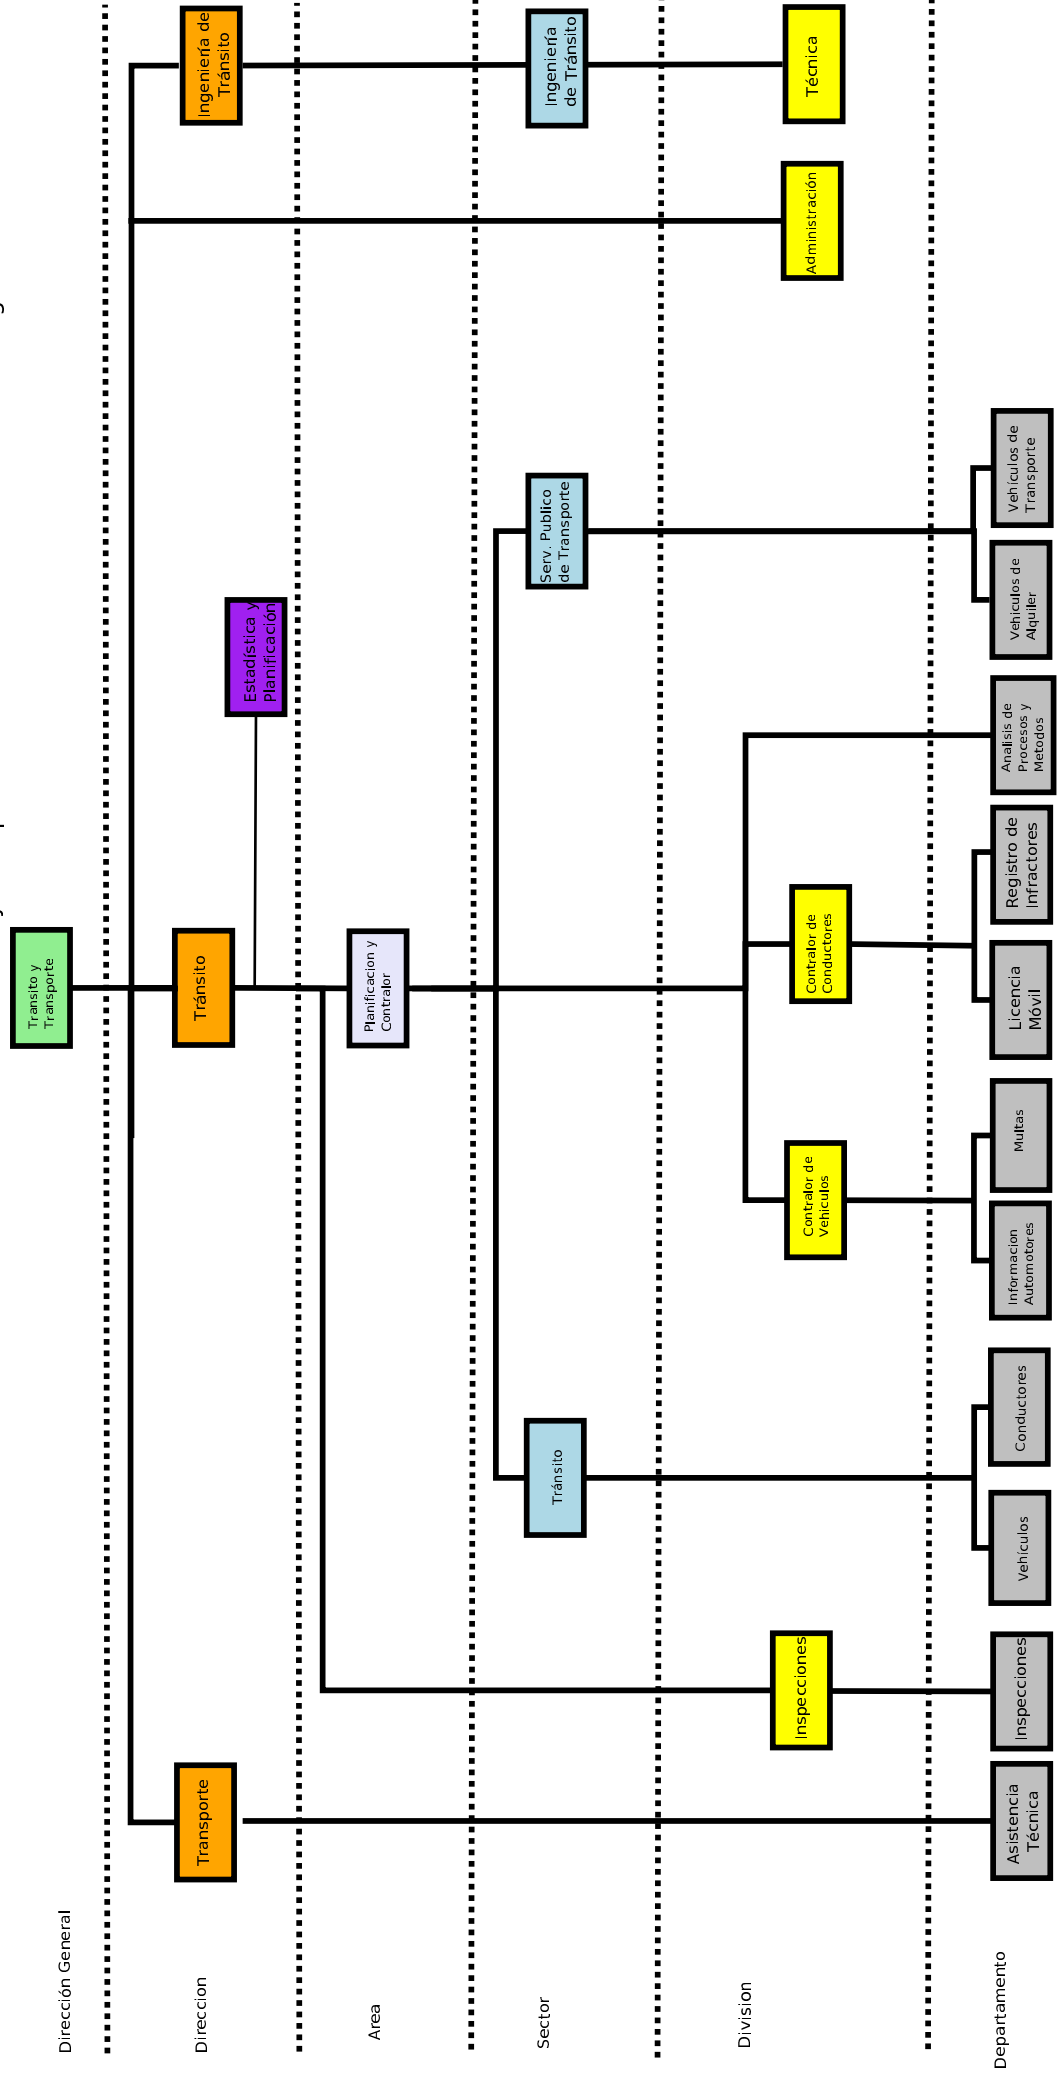 Dirección General
Transito y
Transporte
Direccion
Transporte
Tránsito
Estadística y
Planificación
Ingeniería de
Tránsito
Area
Planificacion y
Contralor
Sector
Tránsito
Serv. Publico
de Transporte
Ingeniería
de Tránsito
Division
Inspecciones
Contralor de
Vehiculos
Contralor de
Conductores
Administración
Técnica
Departamento
Asistencia
Técnica
Inspecciones
Vehículos
Conductores
Informacion
Automotores
Multas
Licencia
Móvil
Registro de
Infractores
Analisis de
Procesos y
Metodos
Vehiculos de
Alquiler
Vehículos de
Transporte